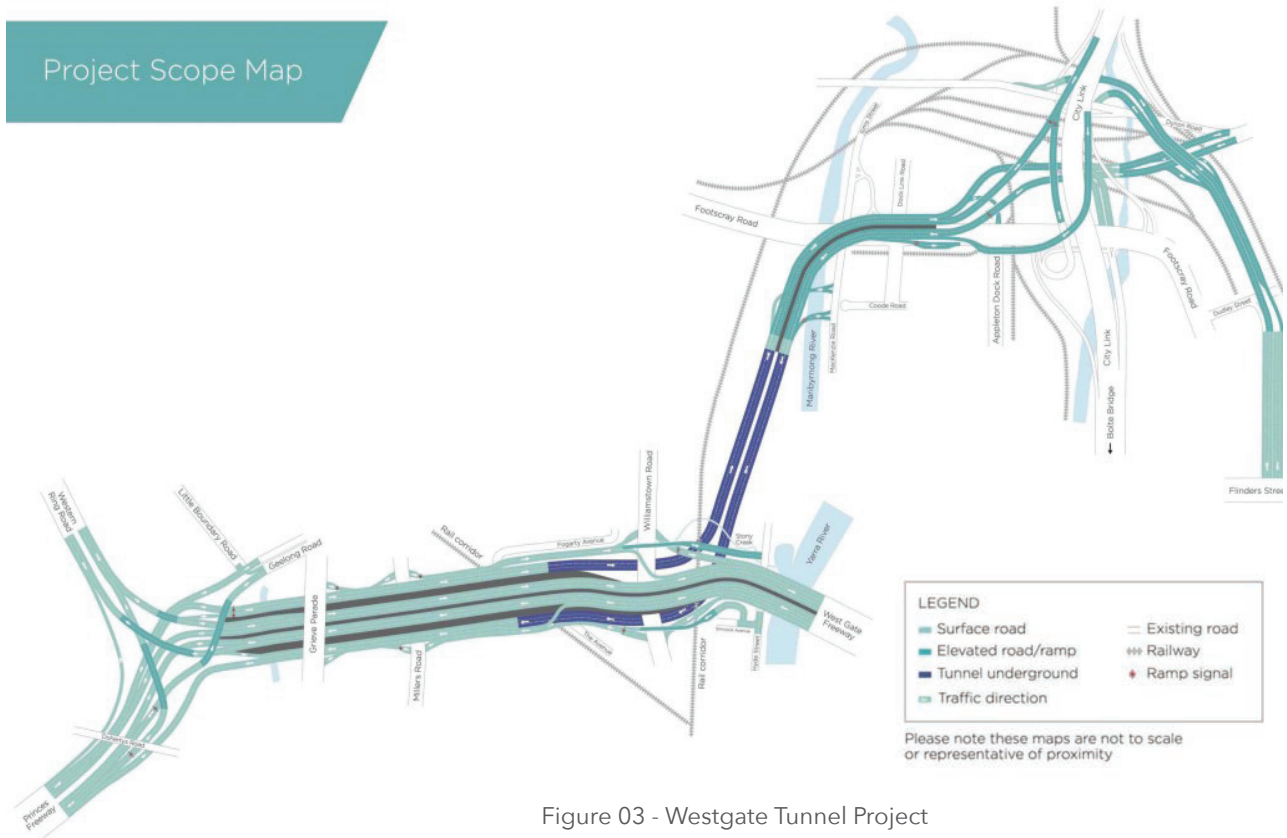 Project Scope Map
City Link
Dynon Road
Sims Street
Dock Link Road
Footscray Road
Footscray Road
Appleton Dock Road
Dudley Street
Coode Road
MacKenzie Road
Maribyrnong River
City Link
Bolte Bridge
Flinders Stree
Western
Ring Road
Little Boundary Road
Geelong Road
Grieve Parade
Rail corridor
Fogarty Avenue
Williamstown Road
Stony
Creek
Yarra River
West Gate
Freeway
Hyde Street
Rail corridor
The Avenue
Millers Road
Dohertys Road
Princes
Freeway
LEGEND
Surface road
Elevated road/ramp
Tunnel underground
Traffic direction
Existing road
Railway
Ramp signal
Please note these maps are not to scale
or representative of proximity
Figure 03 - Westgate Tunnel Project